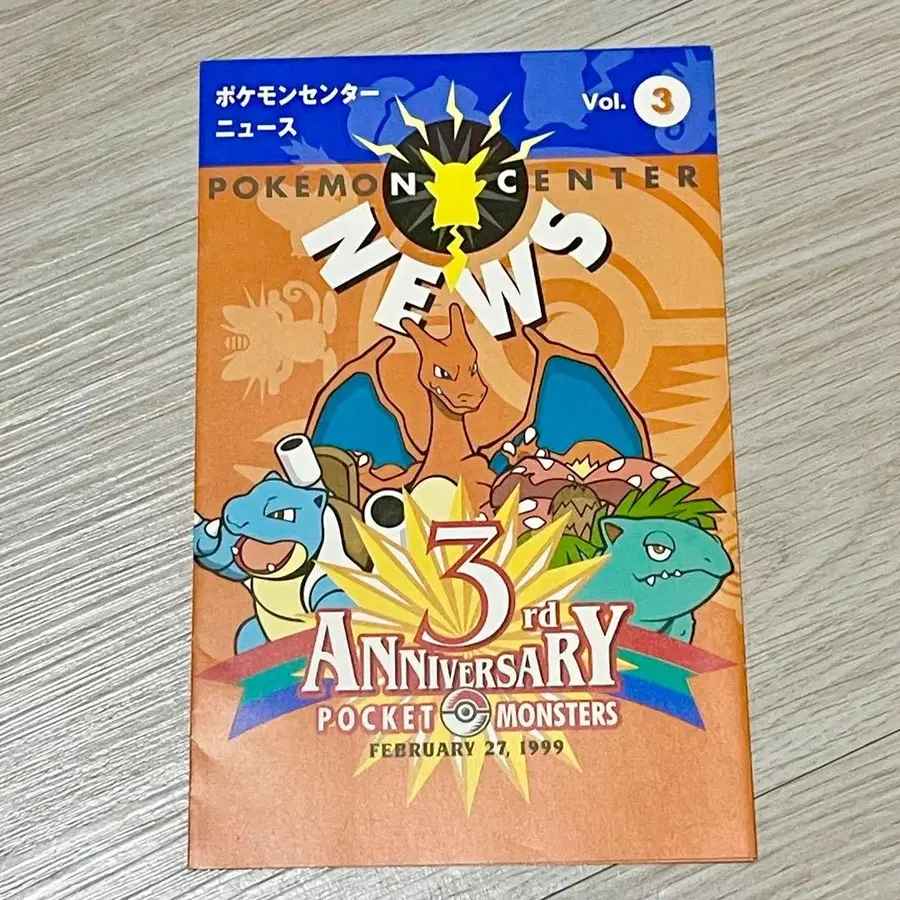 ポケモンセンター
ニュース
Vol. 3
POKEMON CENTER
NEWS
3rd
ANNIVERSARY
POCKET MONSTERS
FEBRUARY 27, 1999